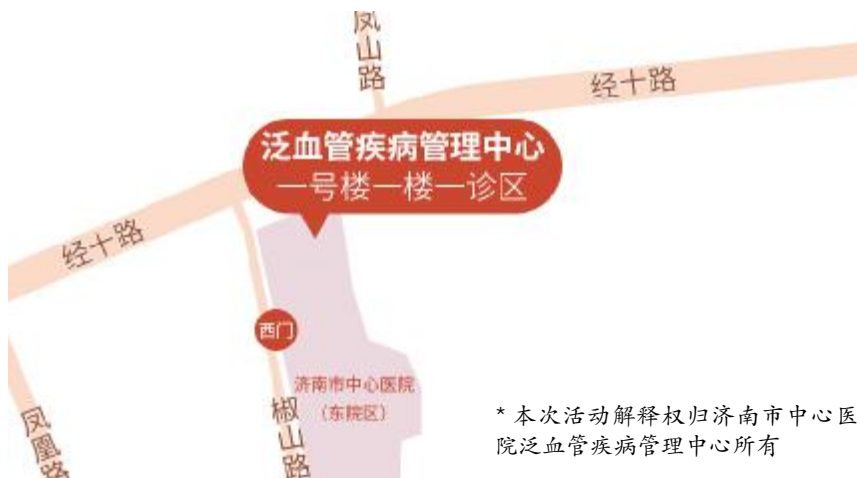 凤山路
经十路
泛血管疾病管理中心
一号楼一楼一诊区
经十路
西门
济南市中心医院
（东院区）
椒山路
凤凰路
* 本次活动解释权归济南市中心医
院泛血管疾病管理中心所有